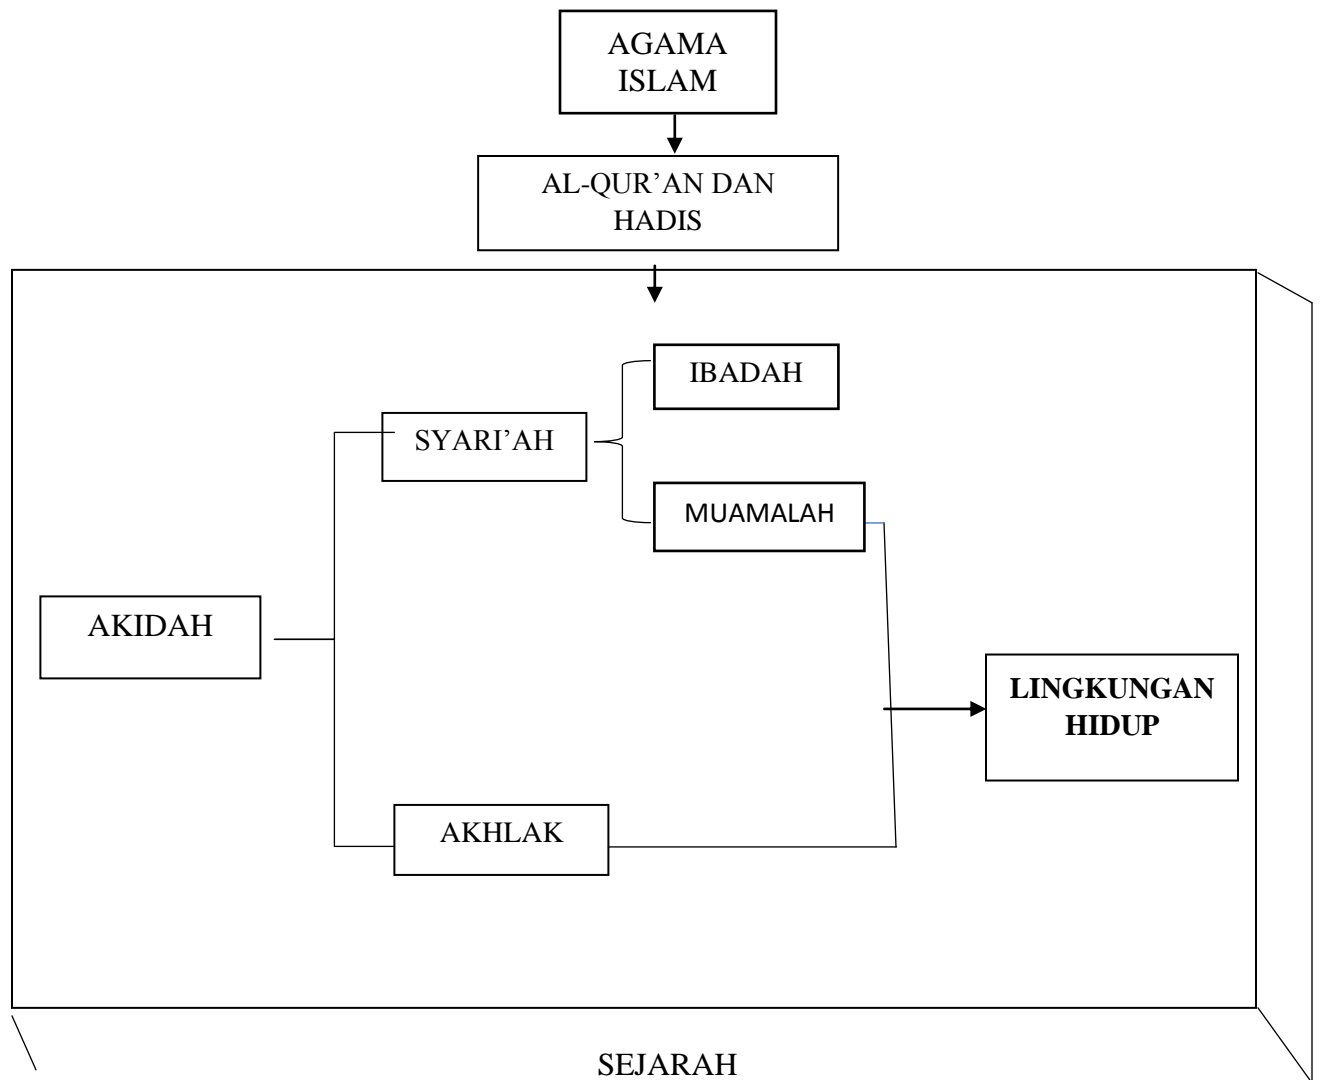 AGAMA
ISLAM
AL-QUR’AN DAN
HADIS
IBADAH
SYARI’AH
MUAMALAH
AKIDAH
LINGKUNGAN
HIDUP
AKHLAK
SEJARAH